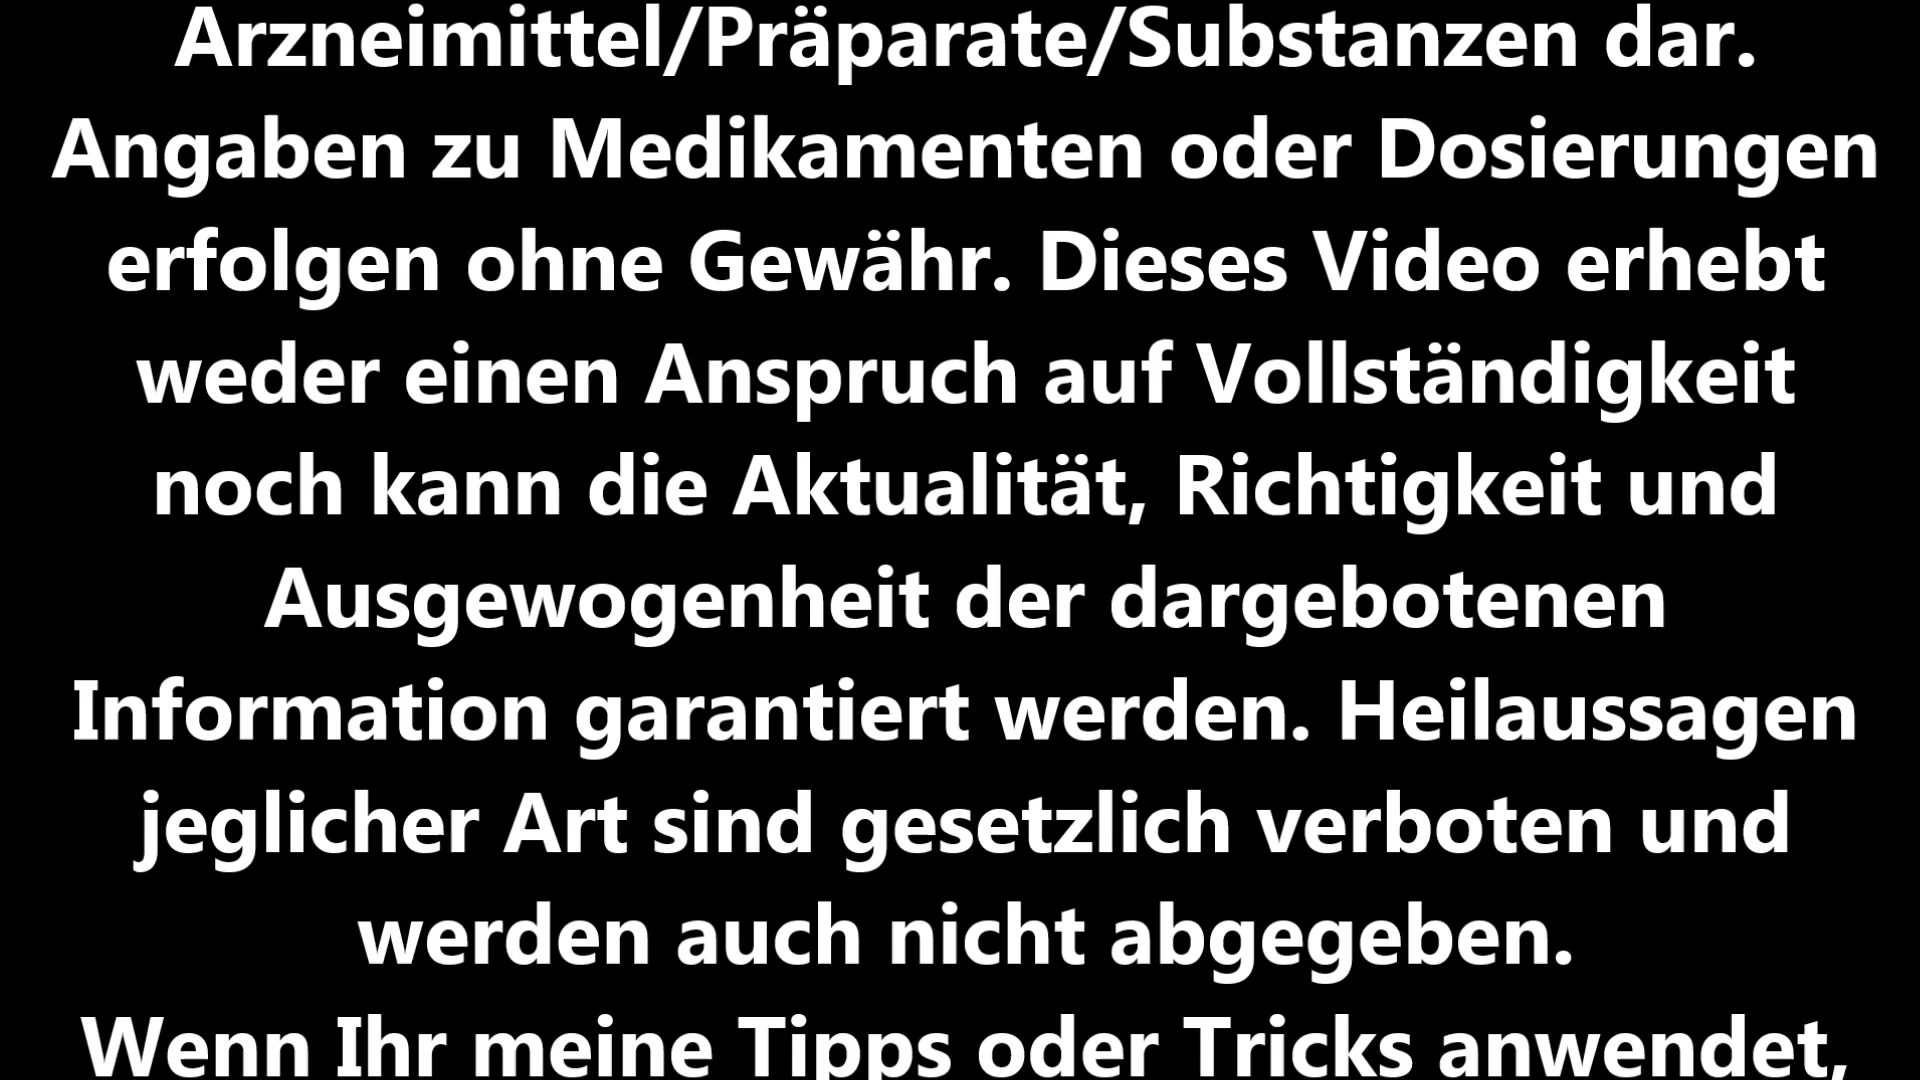 Arzneimittel/Präparate/Substanzen dar.
Angaben zu Medikamenten oder Dosierungen
erfolgen ohne Gewähr. Dieses Video erhebt
weder einen Anspruch auf Vollständigkeit
noch kann die Aktualität, Richtigkeit und
Ausgewogenheit der dargebotenen
Information garantiert werden. Heilaussagen
jeglicher Art sind gesetzlich verboten und
werden auch nicht abgegeben.
Wenn Ihr meine Tipps oder Tricks anwendet,